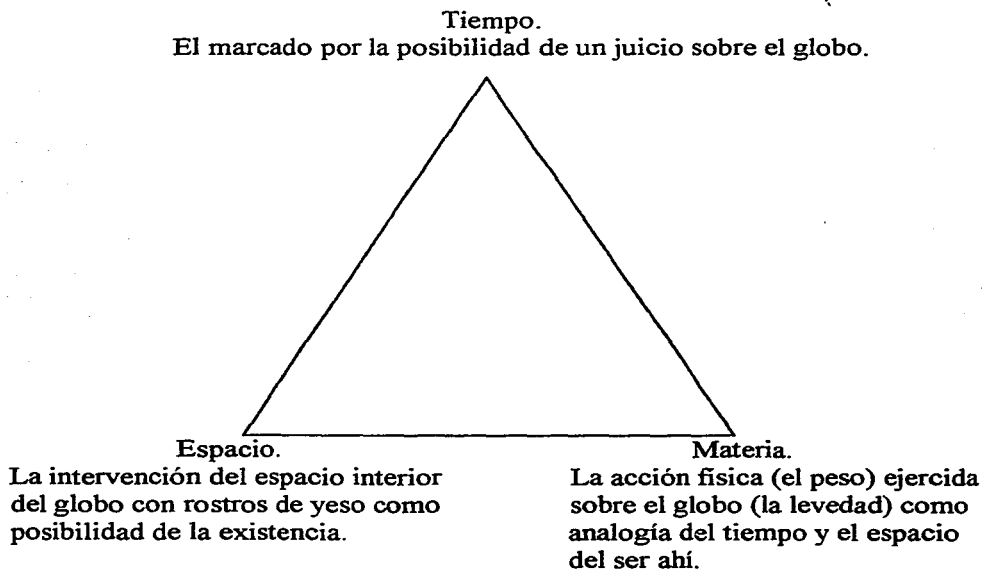 Tiempo.
El marcado por la posibilidad de un juicio sobre el globo.
Espacio.
La intervención del espacio interior
del globo con rostros de yeso como
posibilidad de la existencia.
Materia.
La acción física (el peso) ejercida
sobre el globo (la levedad) como
analogía del tiempo y el espacio
del ser ahí.